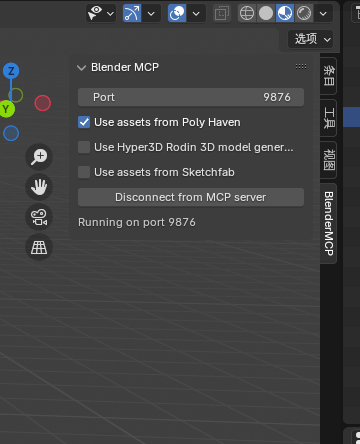 选项
Z
Y
Blender MCP
Port 9876
Use assets from Poly Haven
Use Hyper3D Rodin 3D model gener...
Use assets from Sketchfab
Disconnect from MCP server
Running on port 9876
条目
工具
视图
BlenderMCP